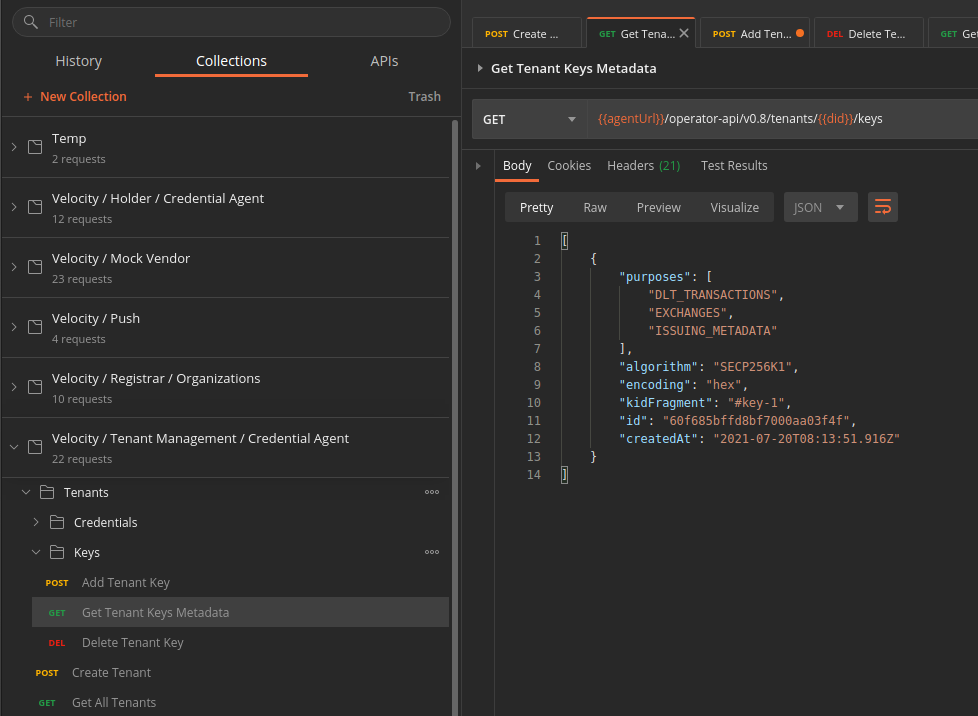 Filter
History Collections APIs
+ New Collection Trash
Temp
2 requests
Velocity / Holder / Credential Agent
12 requests
Velocity / Mock Vendor
23 requests
Velocity / Push
4 requests
Velocity / Registrar / Organizations
10 requests
Velocity / Tenant Management / Credential Agent
22 requests
Tenants
Credentials
Keys
POST Add Tenant Key
GET Get Tenant Keys Metadata
DEL Delete Tenant Key
POST Create Tenant
GET Get All Tenants
POST Create ... GET Get Tena... POST Add Ten... DEL Delete Te... GET Get
Get Tenant Keys Metadata
GET {{agentUrl}}/operator-api/v0.8/tenants/{{did}}/keys
Body Cookies Headers (21) Test Results
Pretty Raw Preview Visualize JSON
1 [
2 {
3 "purposes": [
4 "DLT_TRANSACTIONS",
5 "EXCHANGES",
6 "ISSUING_METADATA"
7 ],
8 "algorithm": "SECP256K1",
9 "encoding": "hex",
10 "kidFragment": "#key-1",
11 "id": "60f685bffd8bf7000aa03f4f",
12 "createdAt": "2021-07-20T08:13:51.916Z"
13 }
14 ]